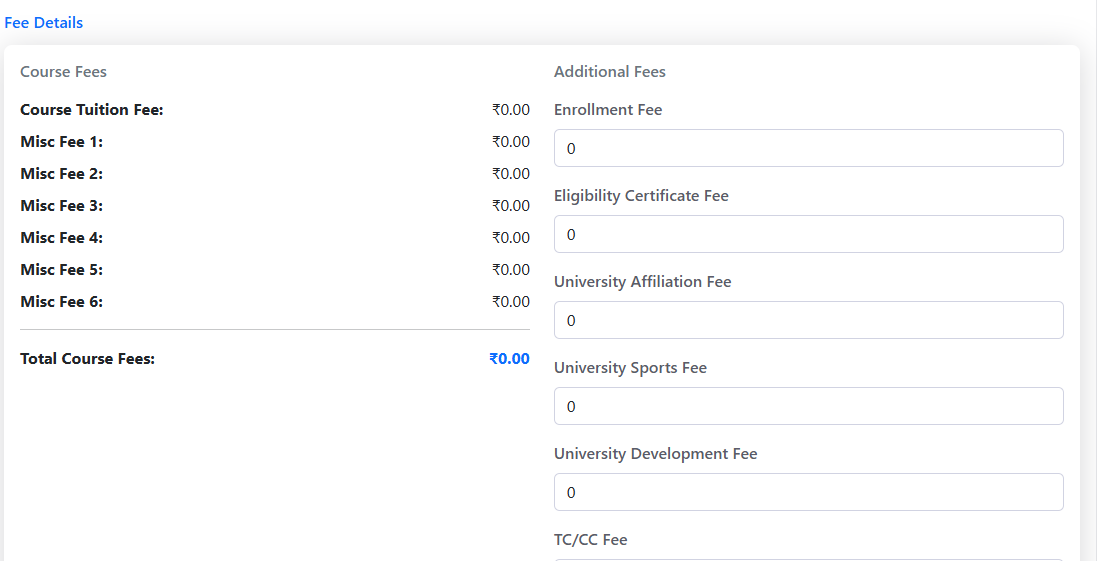 Fee Details
Course Fees
Course Tuition Fee: ₹0.00
Misc Fee 1: ₹0.00
Misc Fee 2: ₹0.00
Misc Fee 3: ₹0.00
Misc Fee 4: ₹0.00
Misc Fee 5: ₹0.00
Misc Fee 6: ₹0.00
Total Course Fees: ₹0.00
Additional Fees
Enrollment Fee
0
Eligibility Certificate Fee
0
University Affiliation Fee
0
University Sports Fee
0
University Development Fee
0
TC/CC Fee